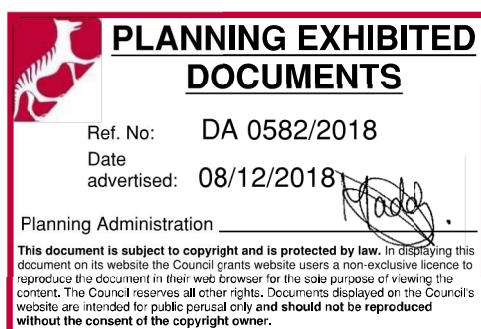 PLANNING EXHIBITED
DOCUMENTS
Ref. No: DA 0582/2018
Date
advertised: 08/12/2018
Planning Administration
This document is subject to copyright and is protected by law. In displaying this
document on its website the Council grants website users a non-exclusive licence to
reproduce the document in their web browser for the sole purpose of viewing the
content. The Council reserves all other rights. Documents displayed on the Council's
website are intended for public perusal only and should not be reproduced
without the consent of the copyright owner.